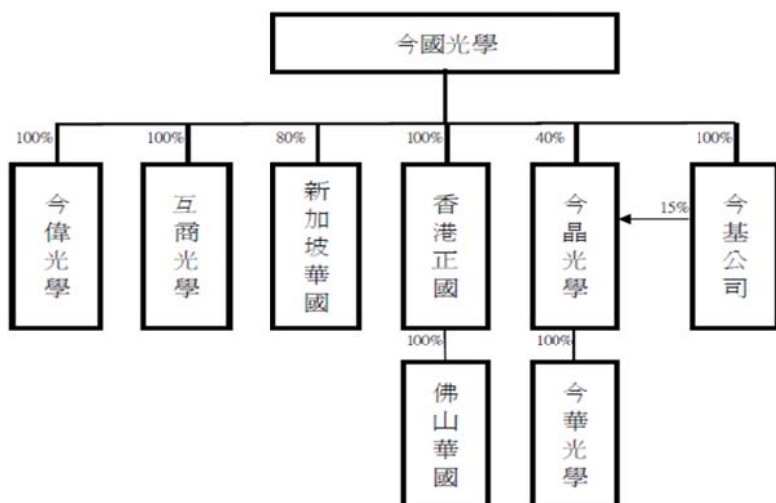 今國光學
100%
100%
80%
100%
40%
100%
今偉光學
互商光學
新加坡華國
香港正國
今晶光學
15%
今基公司
100%
100%
佛山華國
今華光學